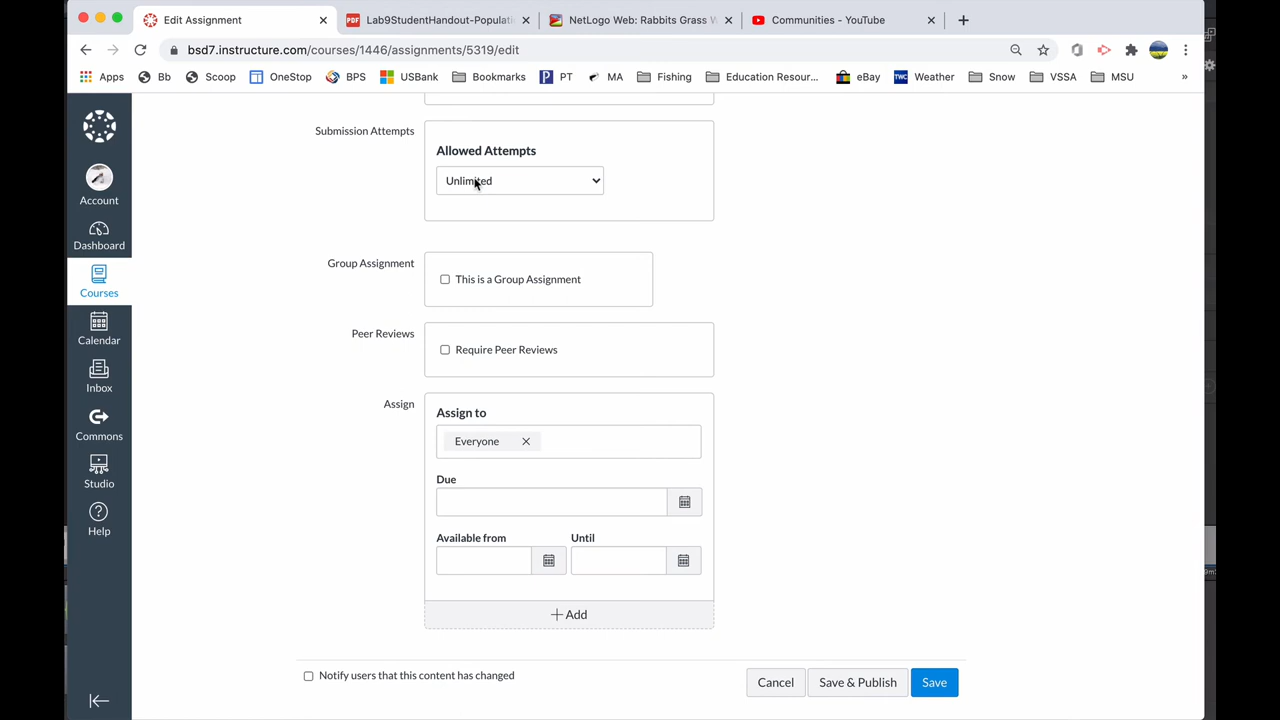 Edit Assignment
Lab9StudentHandout-Populati
NetLogo Web: Rabbits Grass W
Communities - YouTube
bsd7.instructure.com/courses/1446/assignments/5319/edit
Apps Bb Scoop OneStop BPS USBank Bookmarks PT MA Fishing Education Resour... eBay Weather Snow VSSA MSU »
Account
Dashboard
Courses
Calendar
Inbox
Commons
Studio
Help
Submission Attempts
Allowed Attempts
Unlimited
Group Assignment
This is a Group Assignment
Peer Reviews
Require Peer Reviews
Assign
Assign to
Everyone
Due
Available from
Until
+ Add
Notify users that this content has changed
Cancel
Save & Publish
Save